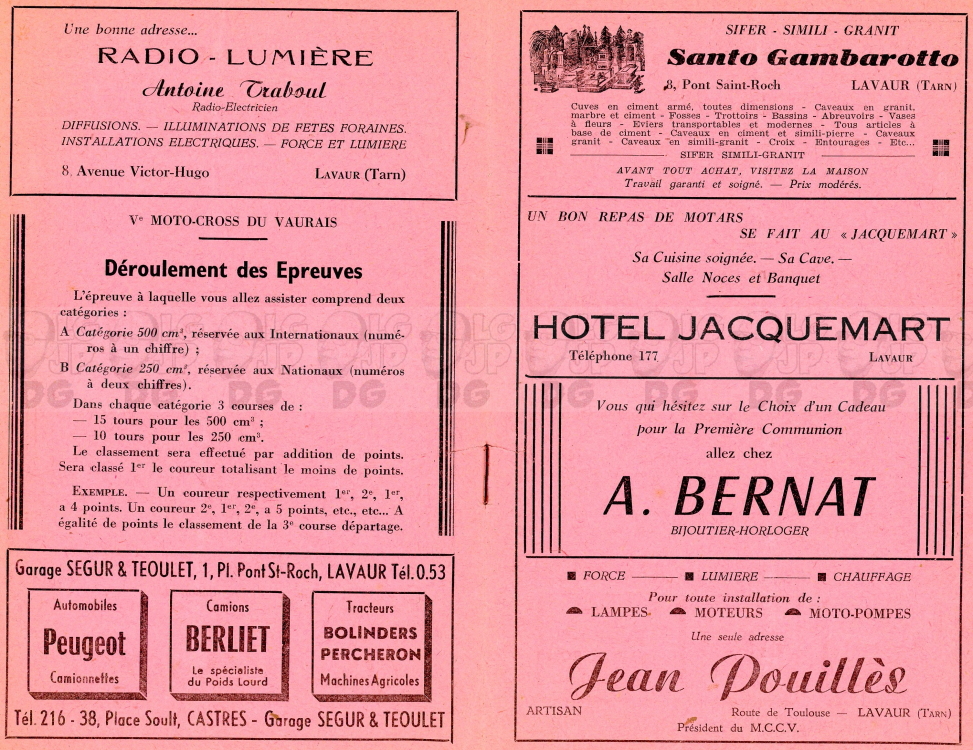 Une bonne adresse...
RADIO - LUMIÈRE
Antoine Traboul
Radio-Electricien
DIFFUSIONS. — ILLUMINATIONS DE FETES FORAINES.
INSTALLATIONS ELECTRIQUES. — FORCE ET LUMIERE
8, Avenue Victor-Hugo LAVAUR (Tarn)
Ve MOTO-CROSS DU VAURAIS
Déroulement des Epreuves
L'épreuve à laquelle vous allez assister comprend deux
catégories :
A Catégorie 500 cm³, réservée aux Internationaux (numé-
ros à un chiffre) ;
B Catégorie 250 cm³, réservée aux Nationaux (numéros
à deux chiffres).
Dans chaque catégorie 3 courses de :
— 15 tours pour les 500 cm³ ;
— 10 tours pour les 250 cm³.
Le classement sera effectué par addition de points.
Sera classé 1er le coureur totalisant le moins de points.
EXEMPLE. — Un coureur respectivement 1er, 2e, 1er,
a 4 points. Un coureur 2e, 1er, 2e, a 5 points, etc., etc... A
égalité de points le classement de la 3e course départage.
Garage SEGUR & TEOULET, 1, Pl. Pont St-Roch, LAVAUR Tél. 0.53
Automobiles
Peugeot
Camionnettes
Camions
BERLIET
Le spécialiste
du Poids Lourd
Tracteurs
BOLINDERS
PERCHERON
Machines Agricoles
Tél. 216 - 38, Place Soult, CASTRES - Garage SEGUR & TEOULET
SIFER - SIMILI - GRANIT
Santo Gambarotto
8, Pont Saint-Roch LAVAUR (TARN)
Cuves en ciment armé, toutes dimensions - Caveaux en granit,
marbre et ciment - Fosses - Trottoirs - Bassins - Abreuvoirs - Vases
à fleurs - Eviers transportables et modernes - Tous articles à
base de ciment - Caveaux en ciment et simili-pierre - Caveaux
granit - Caveaux en simili-granit - Croix - Entourages - Etc...
SIFER SIMILI-GRANIT
AVANT TOUT ACHAT, VISITEZ LA MAISON
Travail garanti et soigné. — Prix modérés.
UN BON REPAS DE MOTARS
SE FAIT AU « JACQUEMART »
Sa Cuisine soignée. — Sa Cave. —
Salle Noces et Banquet
HOTEL JACQUEMART
Téléphone 177 LAVAUR
Vous qui hésitez sur le Choix d'un Cadeau
pour la Première Communion
allez chez
A. BERNAT
BIJOUTIER-HORLOGER
FORCE — LUMIERE — CHAUFFAGE
Pour toute installation de :
LAMPES MOTEURS MOTO-POMPES
Une seule adresse
Jean Pouillès
ARTISAN Route de Toulouse — LAVAUR (TARN)
Président du M.C.C.V.